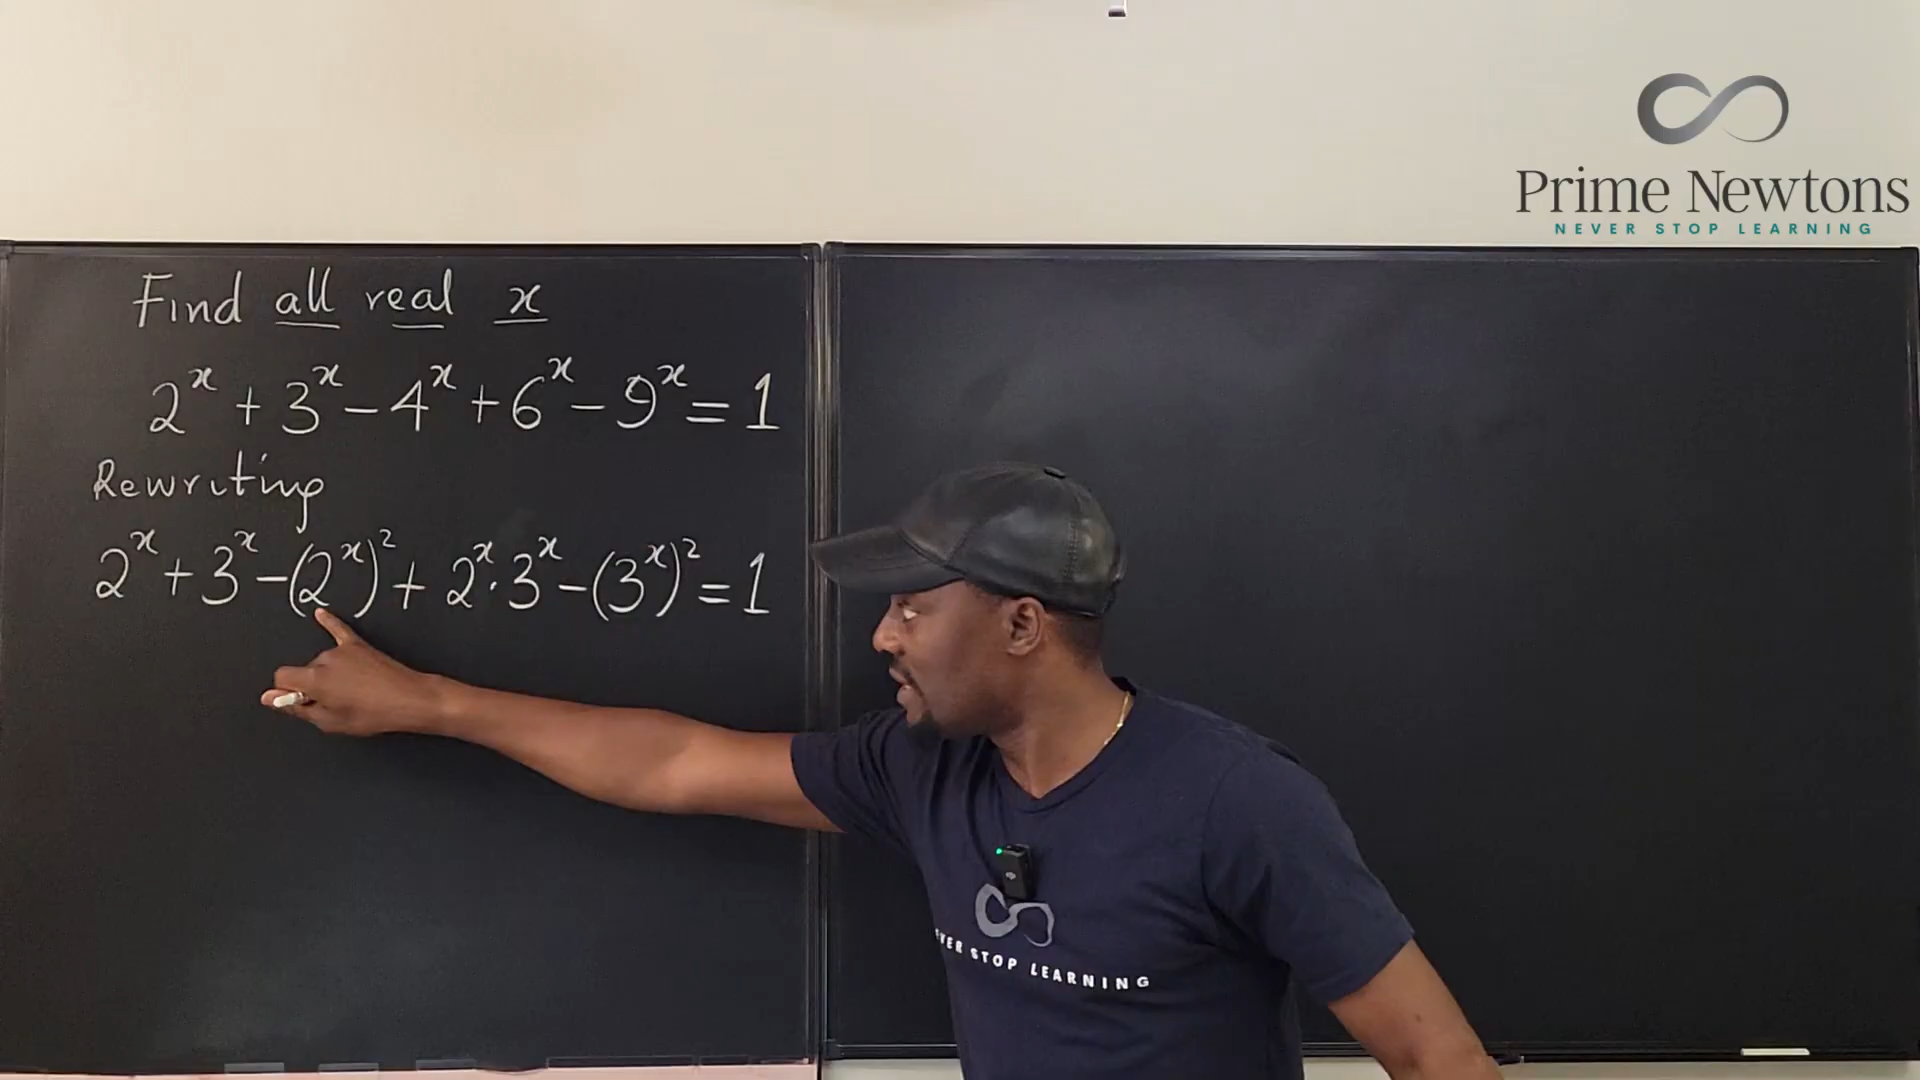 Prime Newtons
NEVER STOP LEARNING
Find all real x
2^x + 3^x - 4^x + 6^x - 9^x = 1
Rewriting
2^x + 3^x - (2^x)^2 + 2^x · 3^x - (3^x)^2 = 1
STOP LEARNING